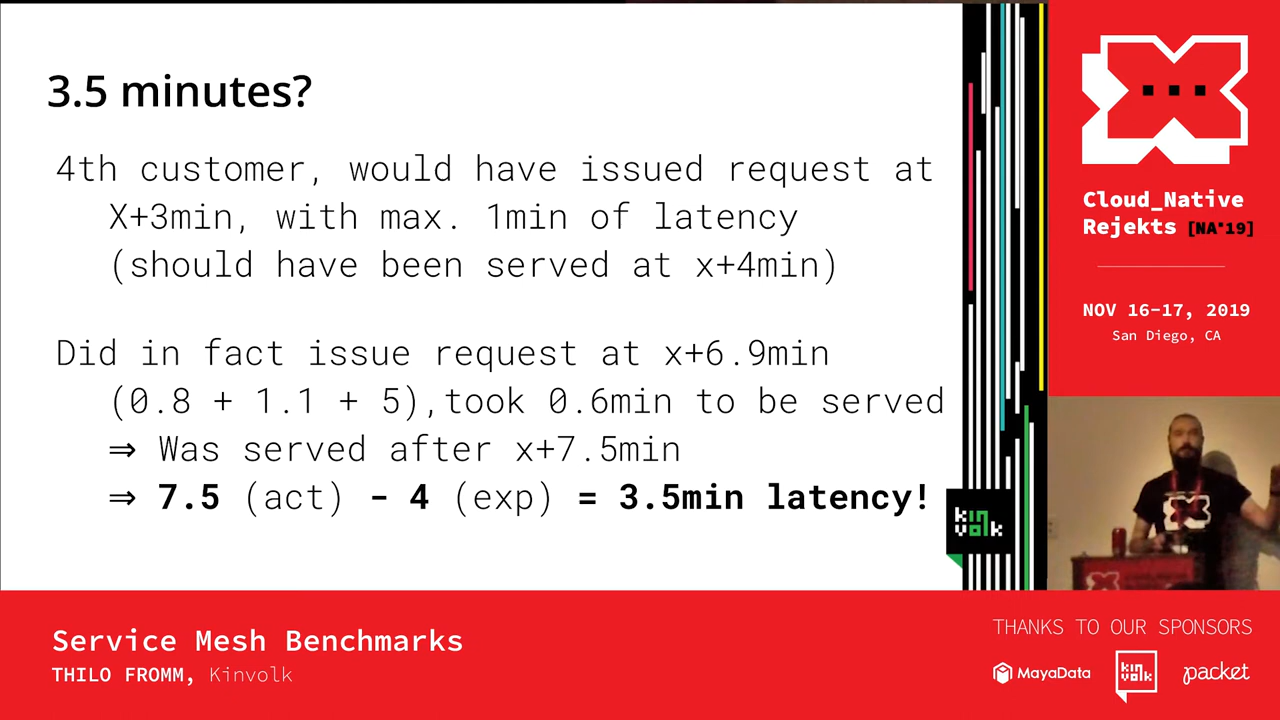 3.5 minutes?
4th customer, would have issued request at
X+3min, with max. 1min of latency
(should have been served at x+4min)
Did in fact issue request at x+6.9min
(0.8 + 1.1 + 5),took 0.6min to be served
⇒ Was served after x+7.5min
⇒ 7.5 (act) - 4 (exp) = 3.5min latency!
kinvolk
Cloud_Native
Rejekts [NA'19]
NOV 16-17, 2019
San Diego, CA
Service Mesh Benchmarks
THILO FROMM, Kinvolk
THANKS TO OUR SPONSORS
MayaData
kinvolk
packet